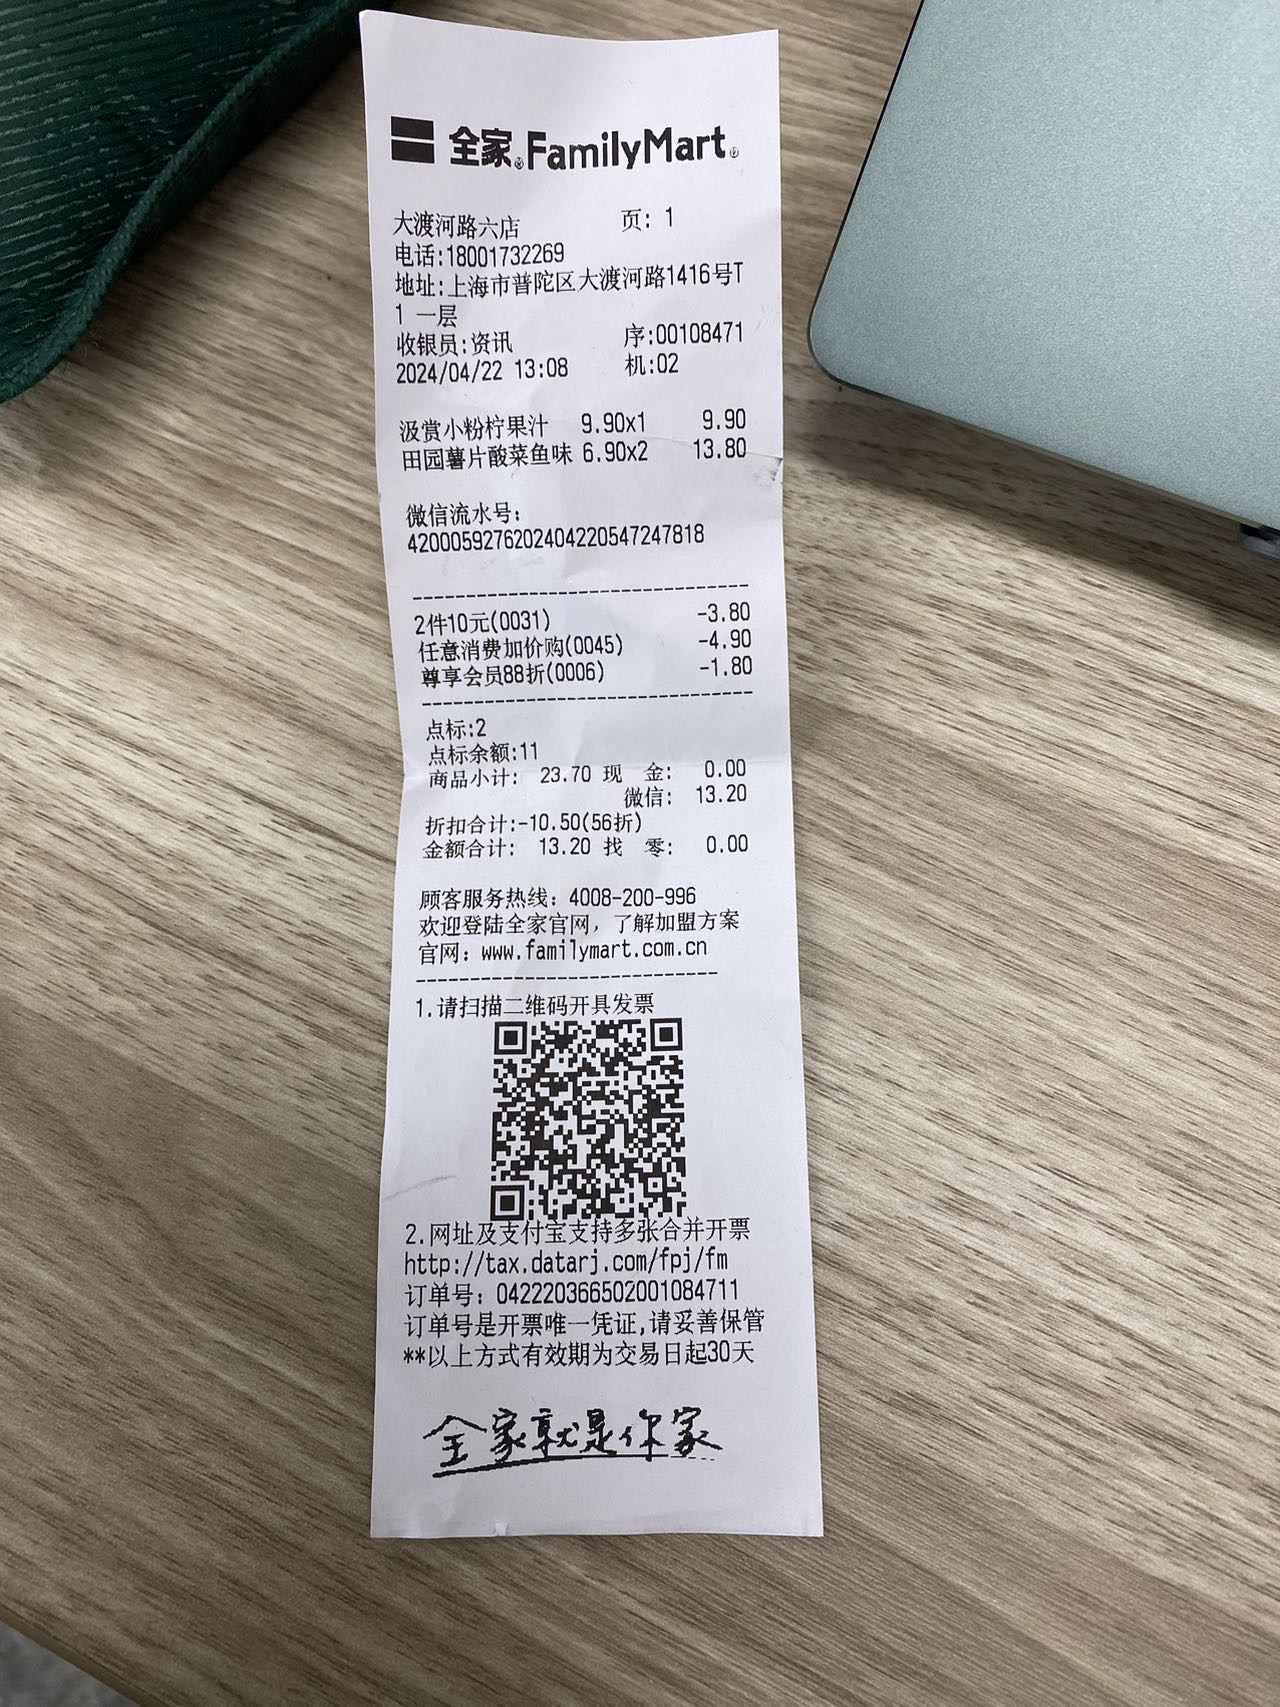 全家® FamilyMart®
大渡河路六店 页: 1
电话:18001732269
地址:上海市普陀区大渡河路1416号T
1 一层
收银员:资讯 序:00108471
2024/04/22 13:08 机:02
汲赏小粉柠果汁 9.90x1 9.90
田园薯片酸菜鱼味 6.90x2 13.80
微信流水号:
4200059276202404220547247818
--------------------------------
2件10元(0031) -3.80
任意消费加价购(0045) -4.90
尊享会员88折(0006) -1.80
--------------------------------
点标:2
点标余额:11
商品小计: 23.70 现 金: 0.00
微信: 13.20
折扣合计:-10.50(56折)
金额合计: 13.20 找 零: 0.00
顾客服务热线: 4008-200-996
欢迎登陆全家官网, 了解加盟方案
官网: www.familymart.com.cn
-----------------------------
1.请扫描二维码开具发票
2.网址及支付宝支持多张合并开票
http://tax.datarj.com/fpj/fm
订单号: 042220366502001084711
订单号是开票唯一凭证,请妥善保管
**以上方式有效期为交易日起30天
全家就是你家